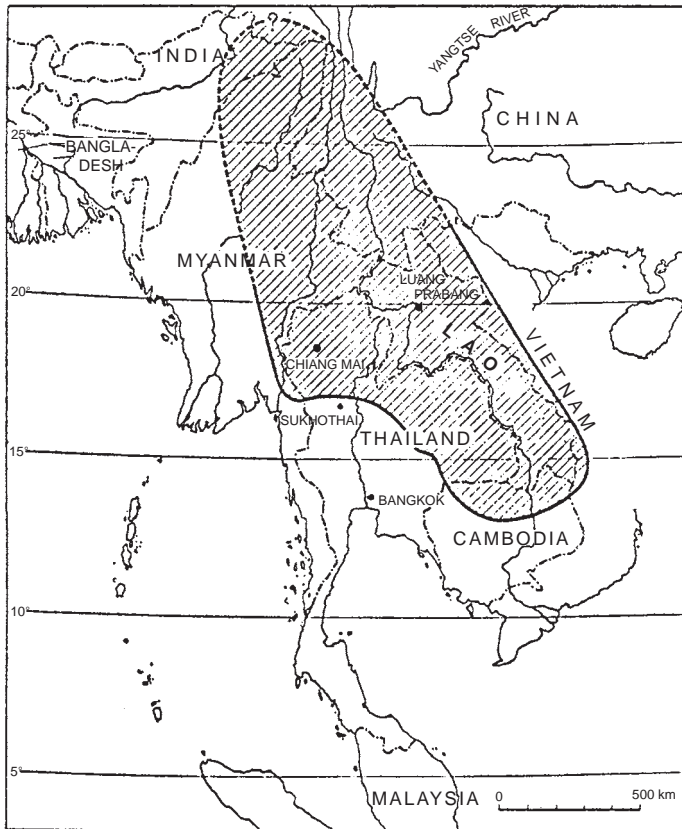 INDIA
YANGTSE RIVER
CHINA
25°
BANGLA-
DESH
MYANMAR
20°
LUANG
PRABANG
LAO
VIETNAM
CHIANG MAI
SUKHOTHAI
THAILAND
15°
BANGKOK
CAMBODIA
10°
5°
MALAYSIA
0
500 km